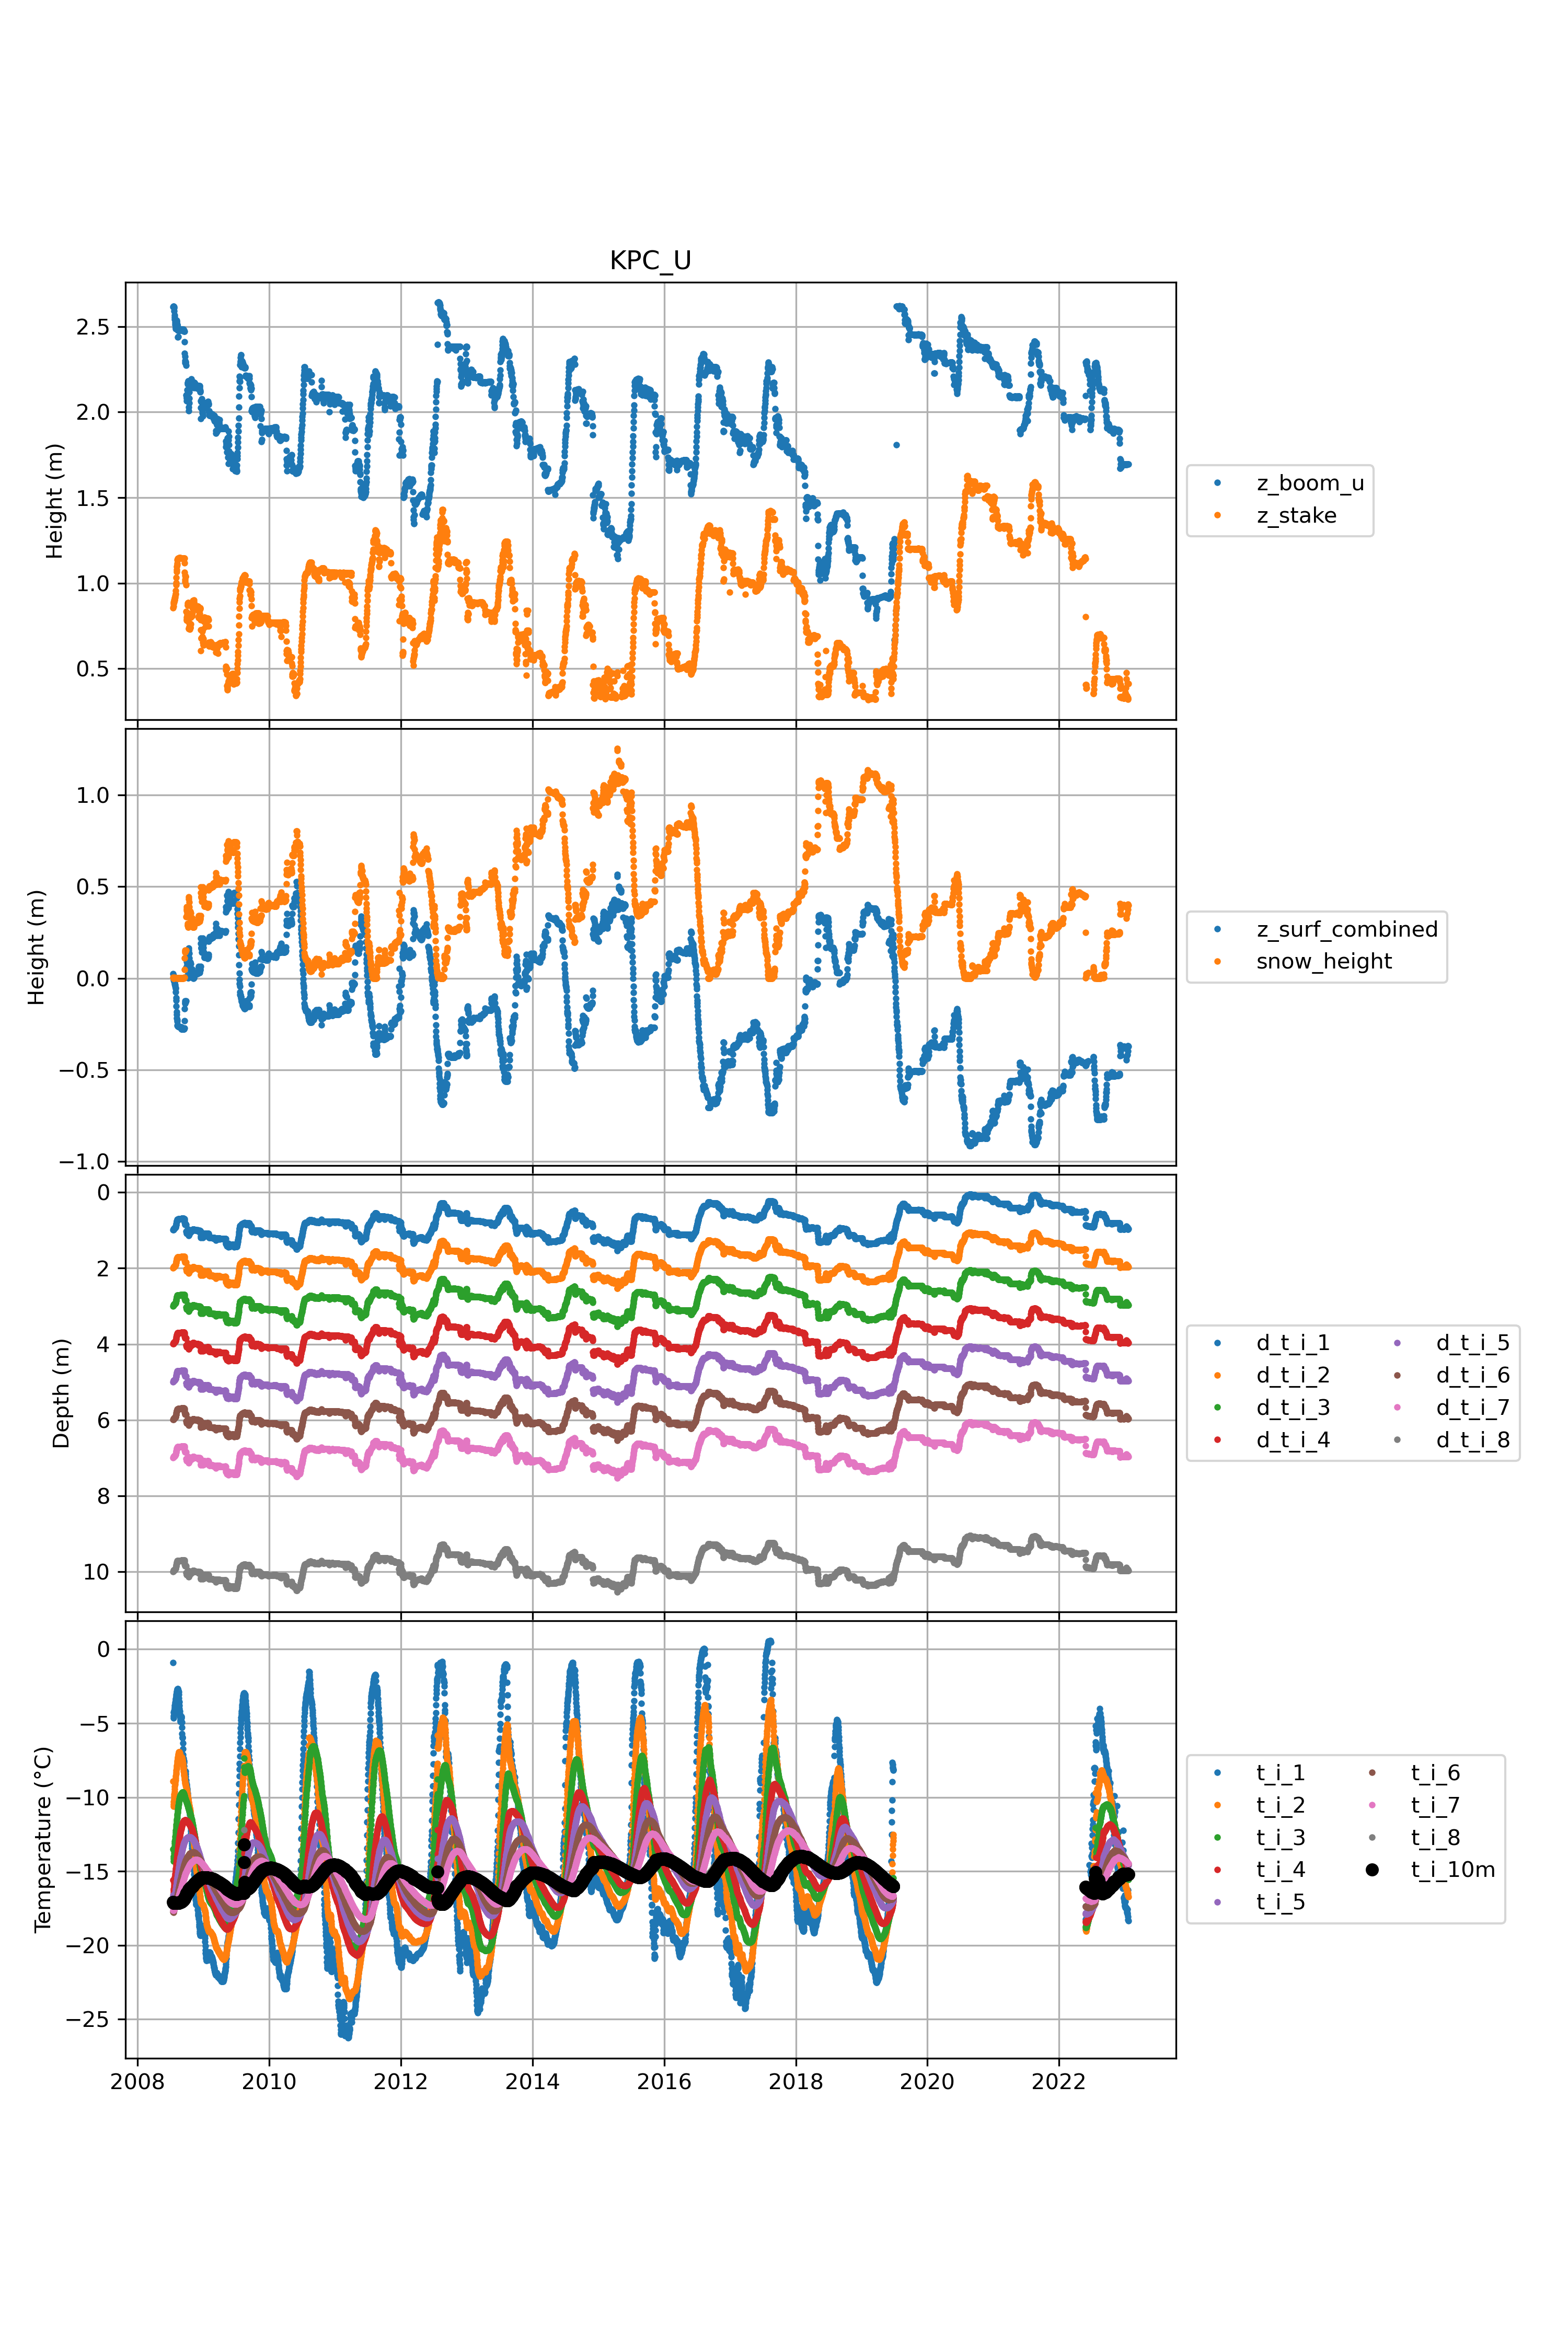 KPC_U
Height (m)
2.5
2.0
1.5
1.0
0.5
z_boom_u
z_stake
Height (m)
1.0
0.5
0.0
−0.5
−1.0
z_surf_combined
snow_height
Depth (m)
0
2
4
6
8
10
d_t_i_1
d_t_i_2
d_t_i_3
d_t_i_4
d_t_i_5
d_t_i_6
d_t_i_7
d_t_i_8
Temperature (°C)
0
−5
−10
−15
−20
−25
t_i_1
t_i_2
t_i_3
t_i_4
t_i_5
t_i_6
t_i_7
t_i_8
t_i_10m
2008 2010 2012 2014 2016 2018 2020 2022